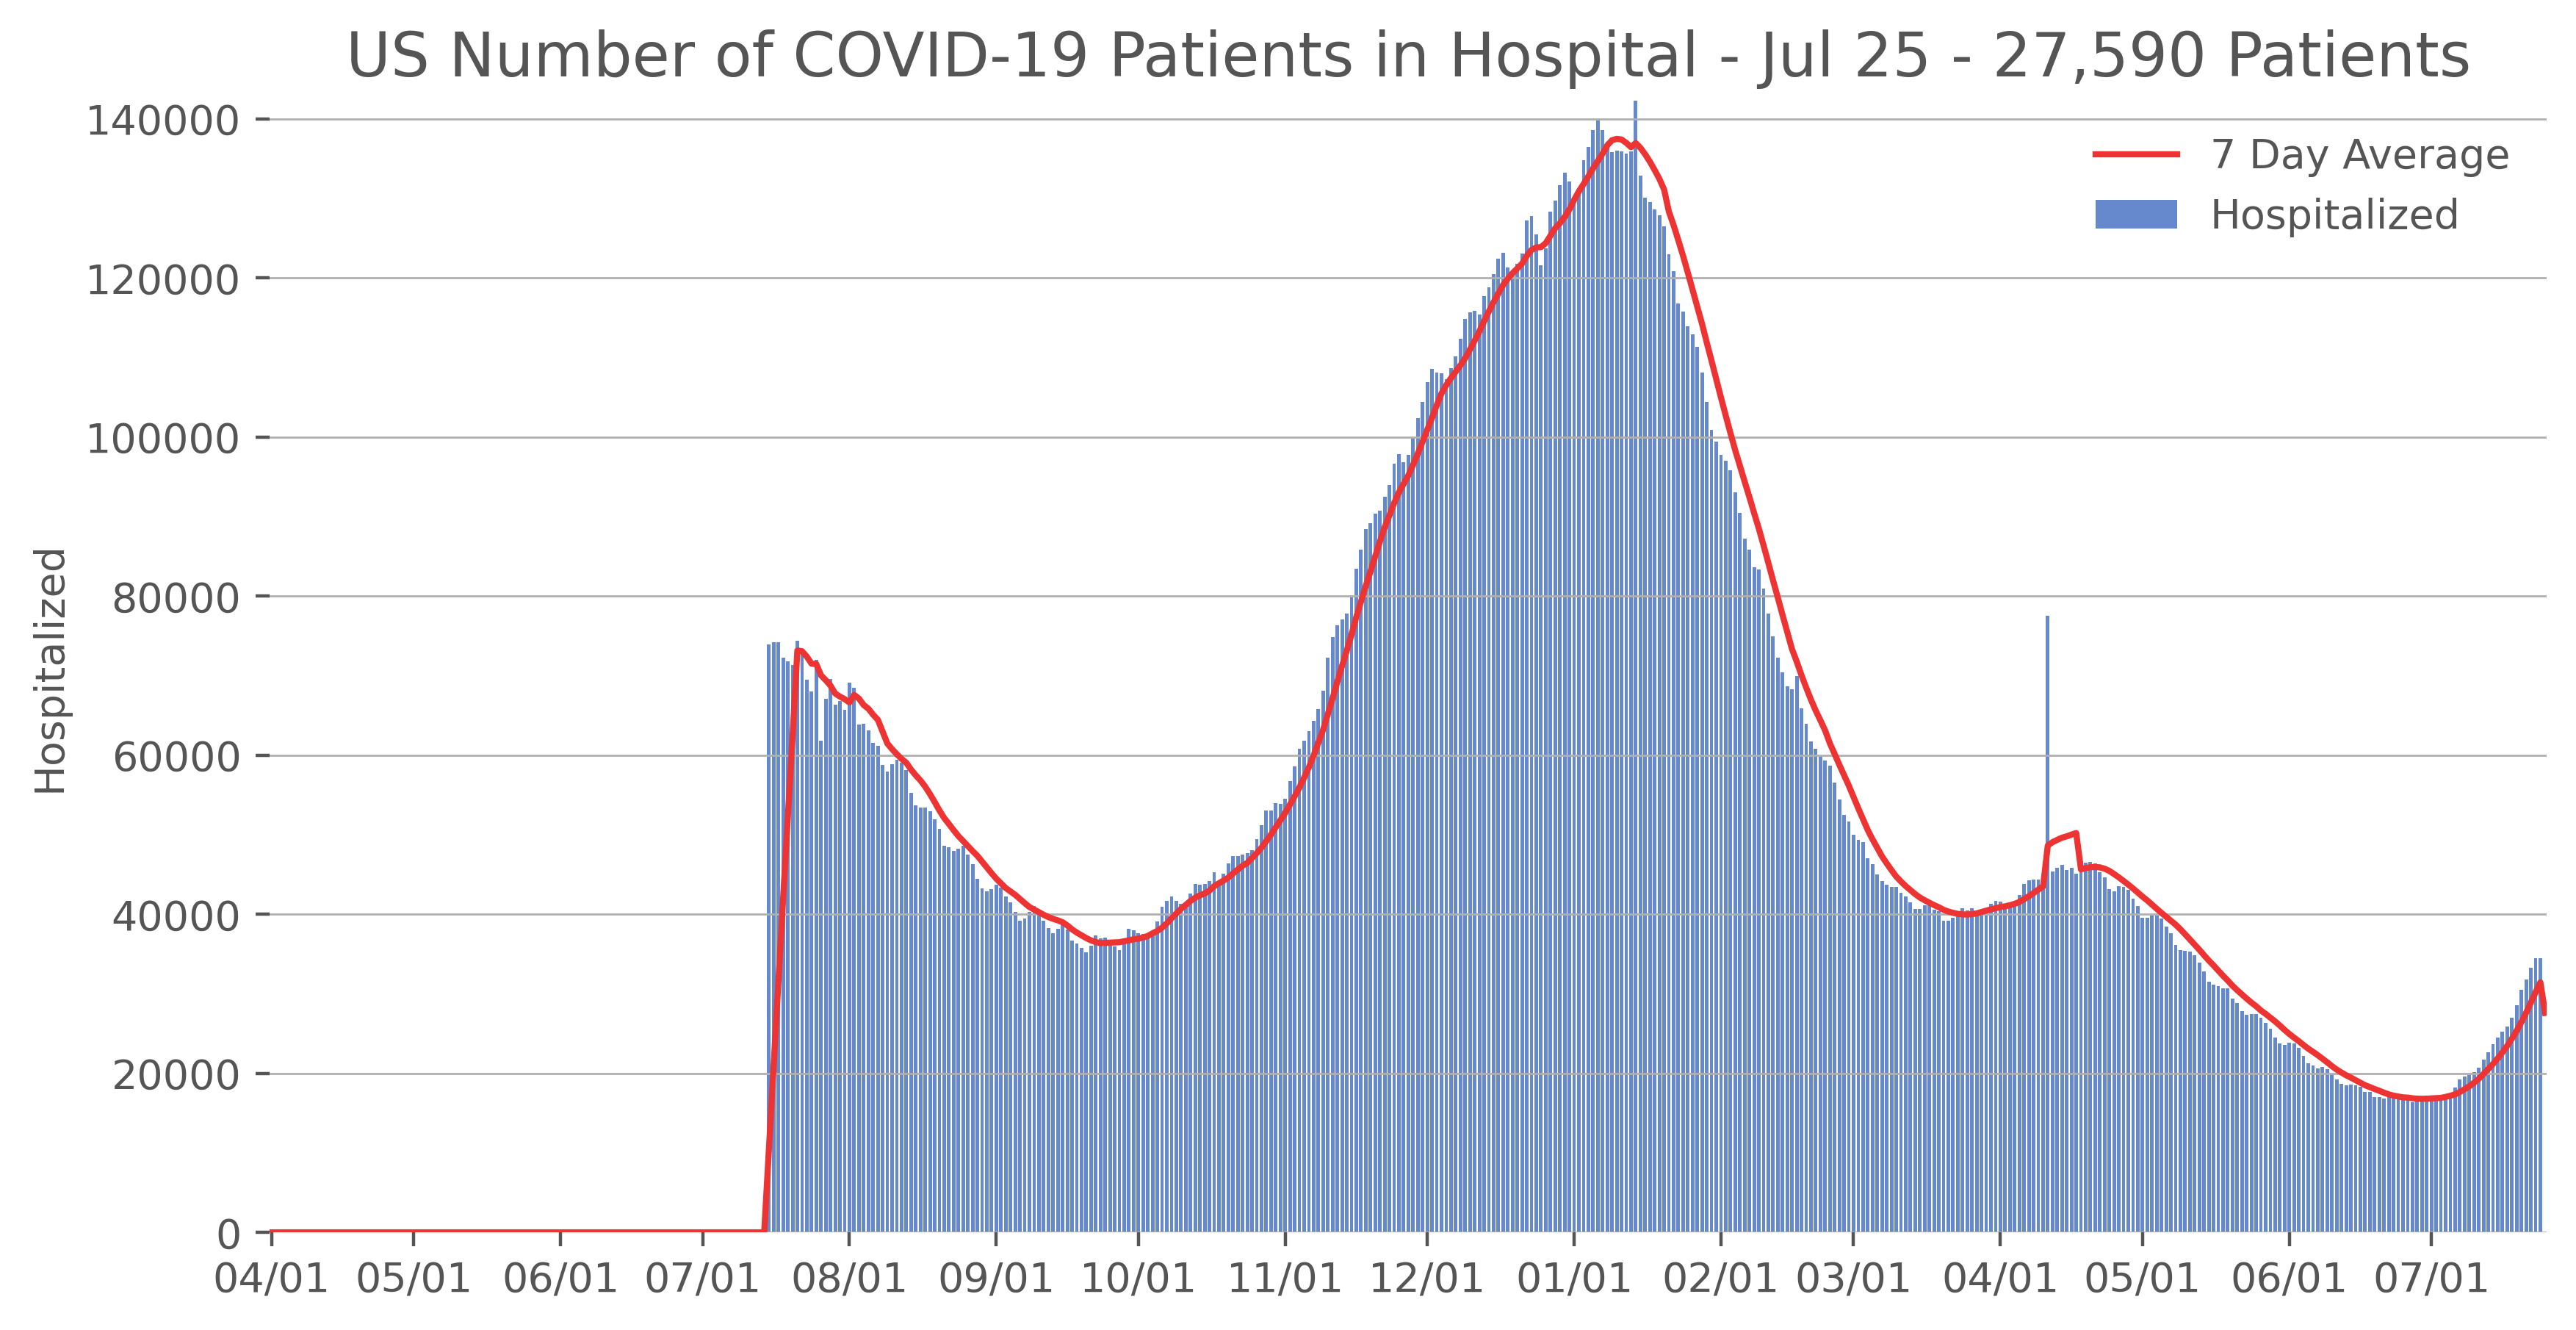 US Number of COVID-19 Patients in Hospital - Jul 25 - 27,590 Patients
7 Day Average
Hospitalized
Hospitalized
140000
120000
100000
80000
60000
40000
20000
0
04/01 05/01 06/01 07/01 08/01 09/01 10/01 11/01 12/01 01/01 02/01 03/01 04/01 05/01 06/01 07/01